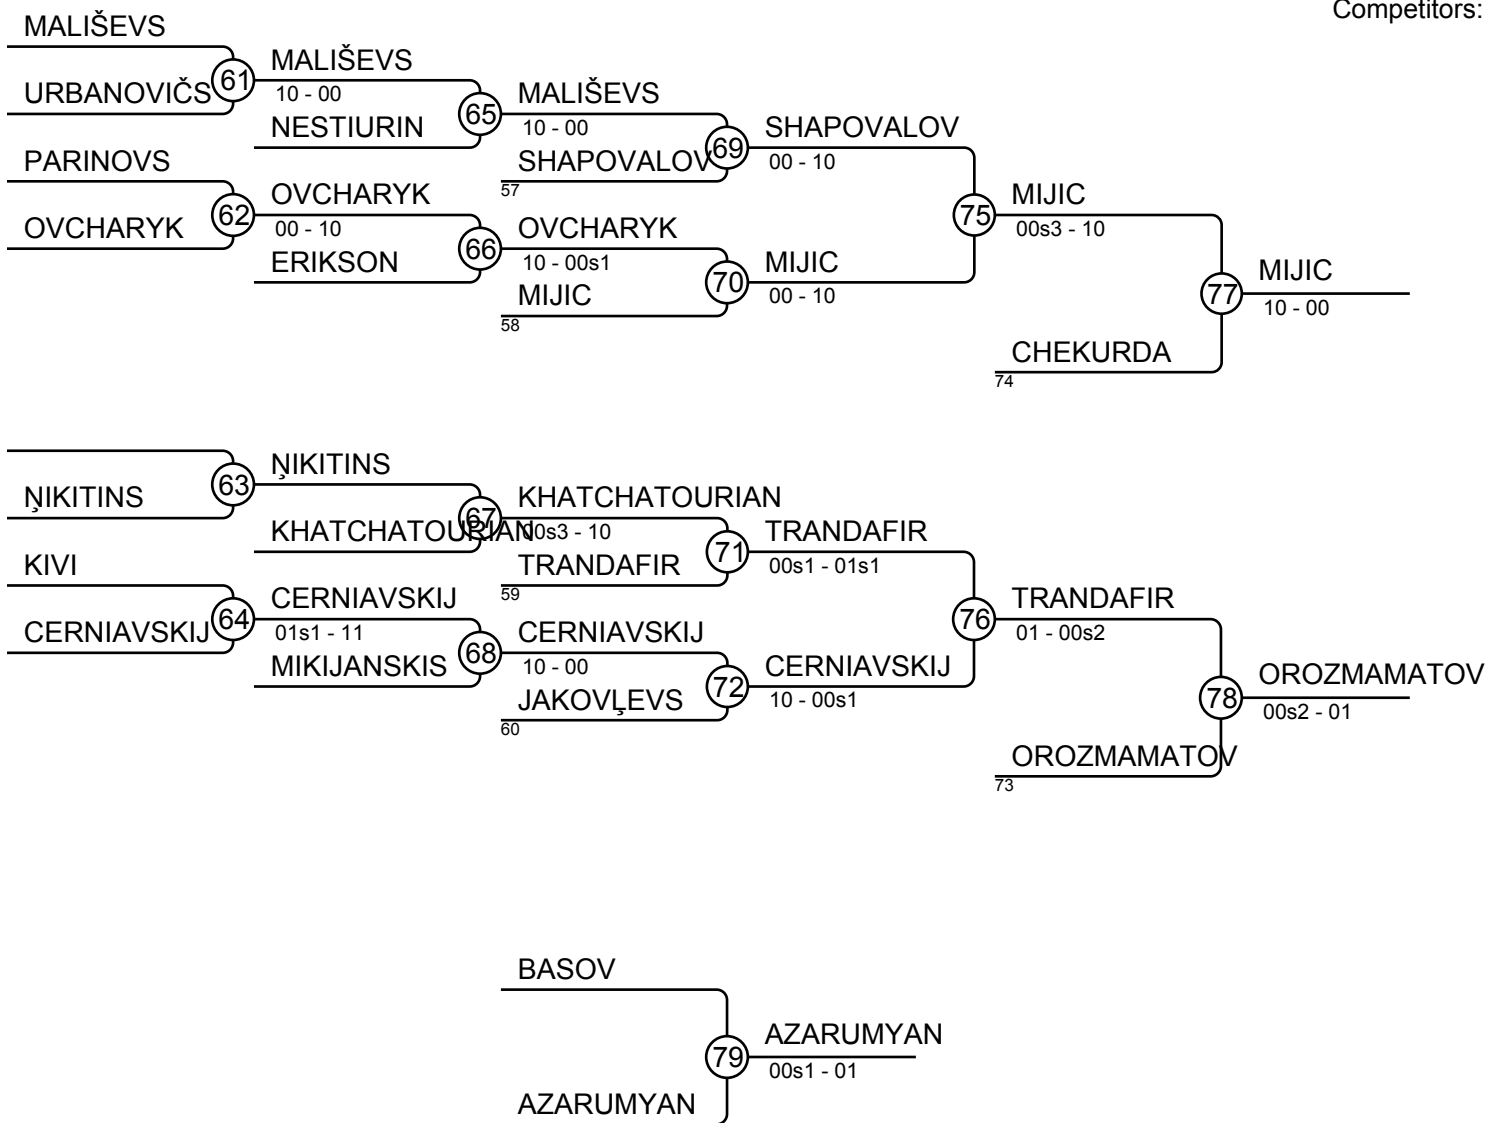 Competitors:
MALIŠEVS
61
MALIŠEVS
URBANOVIČS
10 - 00
65
MALIŠEVS
NESTIURIN
10 - 00
69
SHAPOVALOV
PARINOVS
SHAPOVALOV
00 - 10
57
62
OVCHARYK
75
MIJIC
OVCHARYK
00 - 10
66
OVCHARYK
00s3 - 10
ERIKSON
10 - 00s1
70
MIJIC
77
MIJIC
MIJIC
00 - 10
10 - 00
58
CHEKURDA
74
63
ŅIKITINS
ŅIKITINS
67
KHATCHATOURIAN
KHATCHATOURIAN
00s3 - 10
71
TRANDAFIR
KIVI
TRANDAFIR
00s1 - 01s1
59
64
CERNIAVSKIJ
76
TRANDAFIR
CERNIAVSKIJ
01s1 - 11
68
CERNIAVSKIJ
01 - 00s2
MIKIJANSKIS
10 - 00
72
CERNIAVSKIJ
78
OROZMAMATOV
JAKOVĻEVS
10 - 00s1
00s2 - 01
60
OROZMAMATOV
73
BASOV
79
AZARUMYAN
00s1 - 01
AZARUMYAN